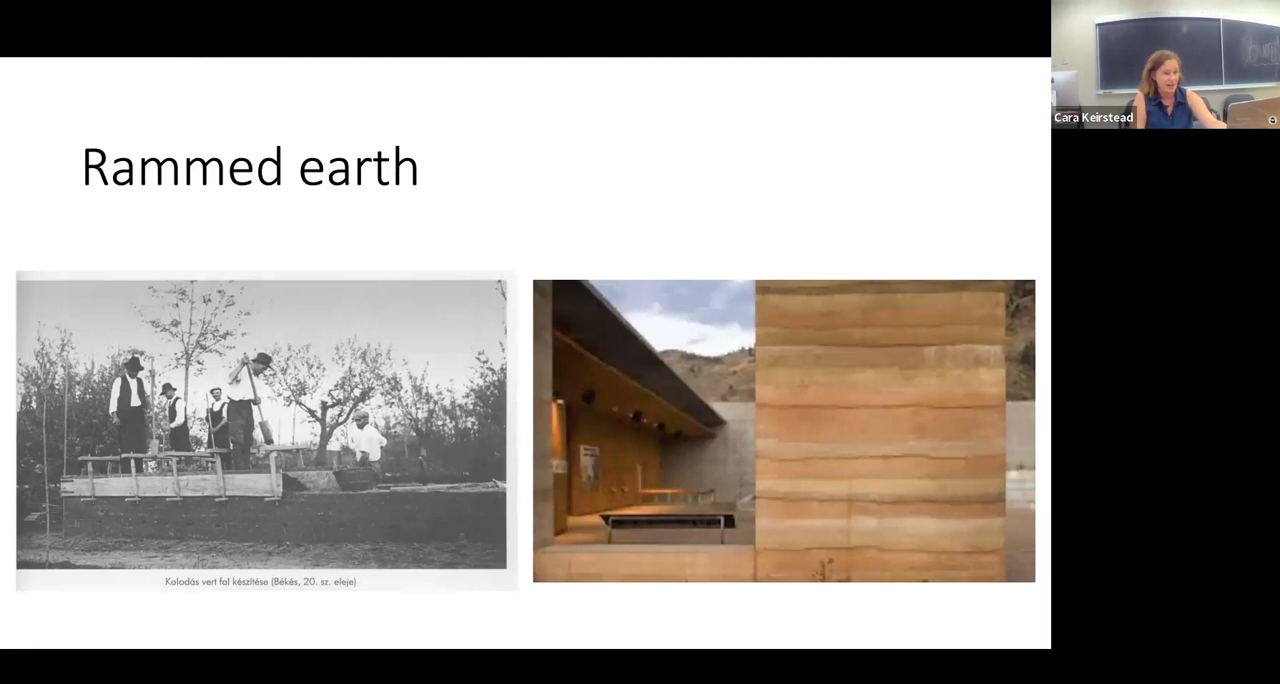 Rammed earth
Kalodás vert fal készítése (Békés, 20. sz. eleje)
Cara Keirstead